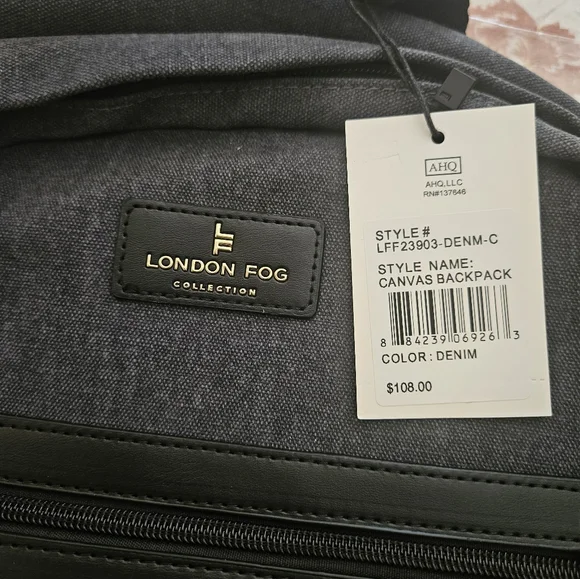 LF
LONDON FOG
COLLECTION
AHQ
AHQ,LLC
RN#137646
STYLE #
LFF23903-DENM-C
STYLE NAME:
CANVAS BACKPACK
8 84239 06926 3
COLOR : DENIM
$108.00